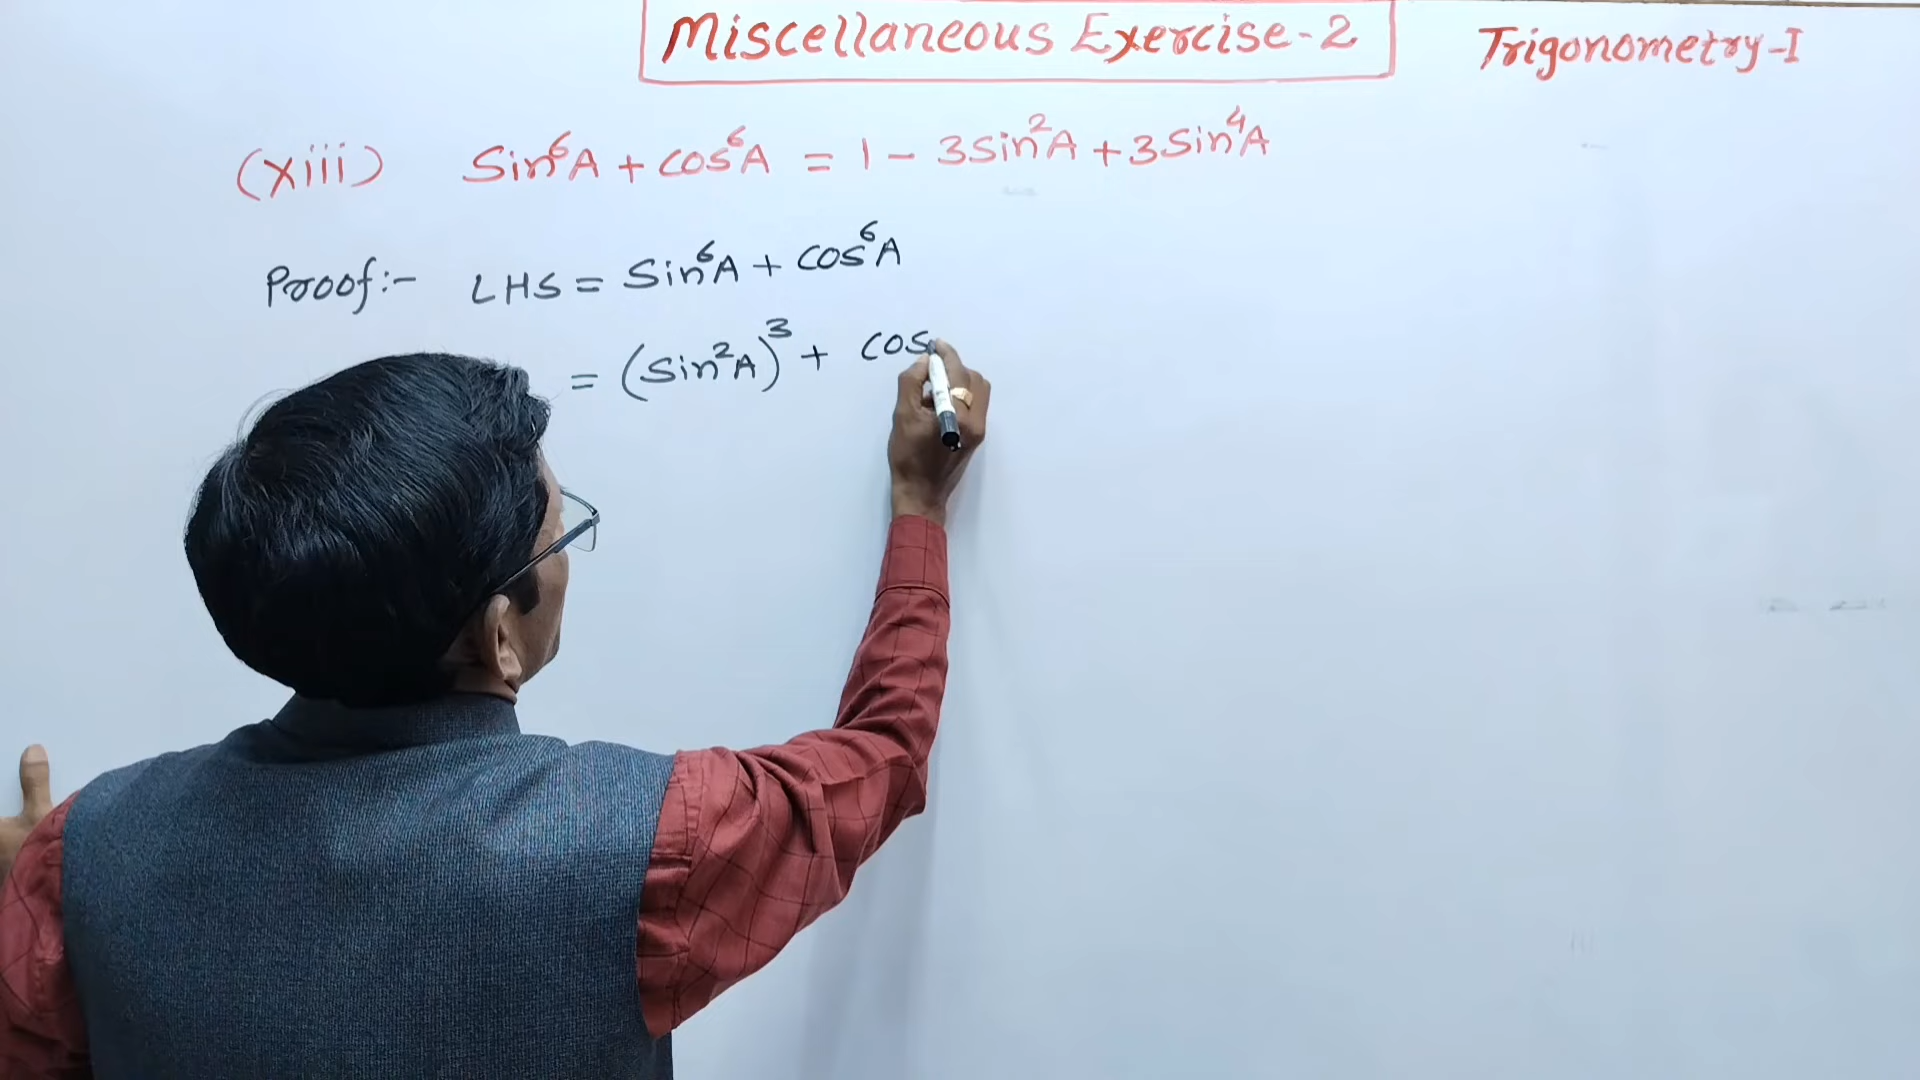 Miscellaneous Exercise-2
Trigonometry-I
(xiii) Sin⁶A + cos⁶A = 1 - 3Sin²A + 3Sin⁴A
Proof:- LHS = Sin⁶A + cos⁶A
= (Sin²A)³ + cos